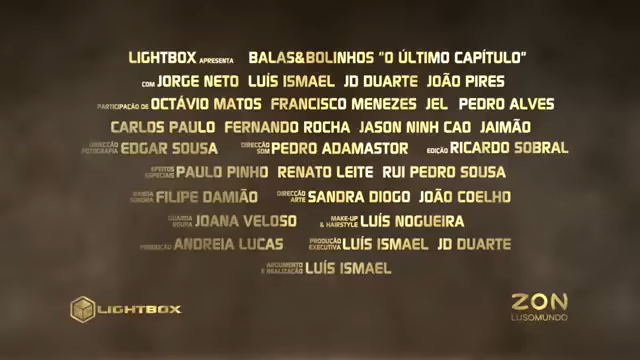 LIGHTBOX APRESENTA BALAS&BOLINHOS "O ÚLTIMO CAPÍTULO"
COM JORGE NETO LUÍS ISMAEL JD DUARTE JOÃO PIRES
PARTICIPAÇÃO DE OCTÁVIO MATOS FRANCISCO MENEZES JEL PEDRO ALVES
CARLOS PAULO FERNANDO ROCHA JASON NINH CAO JAIMÃO
DIRECÇÃO FOTOGRAFIA EDGAR SOUSA DIRECÇÃO SOM PEDRO ADAMASTOR EDIÇÃO RICARDO SOBRAL
EFEITOS ESPECIAIS PAULO PINHO RENATO LEITE RUI PEDRO SOUSA
BANDA SONORA FILIPE DAMIÃO DIRECÇÃO ARTE SANDRA DIOGO JOÃO COELHO
GUARDA ROUPA JOANA VELOSO MAKE-UP & HAIRSTYLE LUÍS NOGUEIRA
PRODUÇÃO ANDREIA LUCAS PRODUÇÃO EXECUTIVA LUÍS ISMAEL JD DUARTE
ARGUMENTO E REALIZAÇÃO LUÍS ISMAEL
LIGHTBOX
ZON
LUSOMUNDO